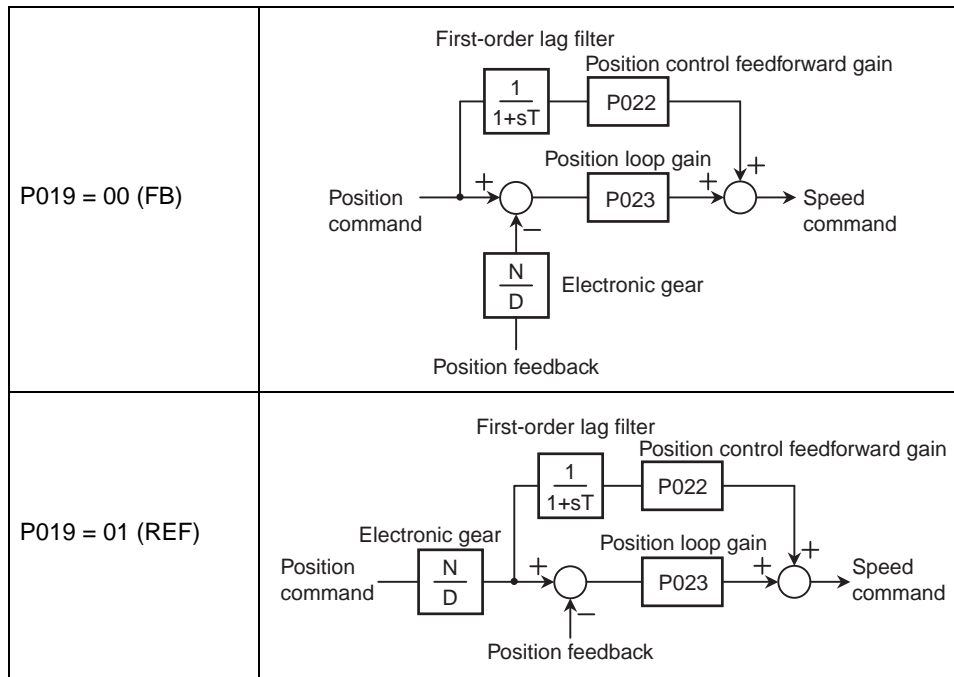 P019 = 00 (FB)
First-order lag filter
Position control feedforward gain
1
1+sT
P022
Position loop gain
+
Position
command
+
P023
+
Speed
command
−
N
D
Electronic gear
Position feedback
P019 = 01 (REF)
First-order lag filter
Position control feedforward gain
1
1+sT
P022
Electronic gear
Position loop gain
+
Position
command
N
D
+
P023
+
Speed
command
−
Position feedback